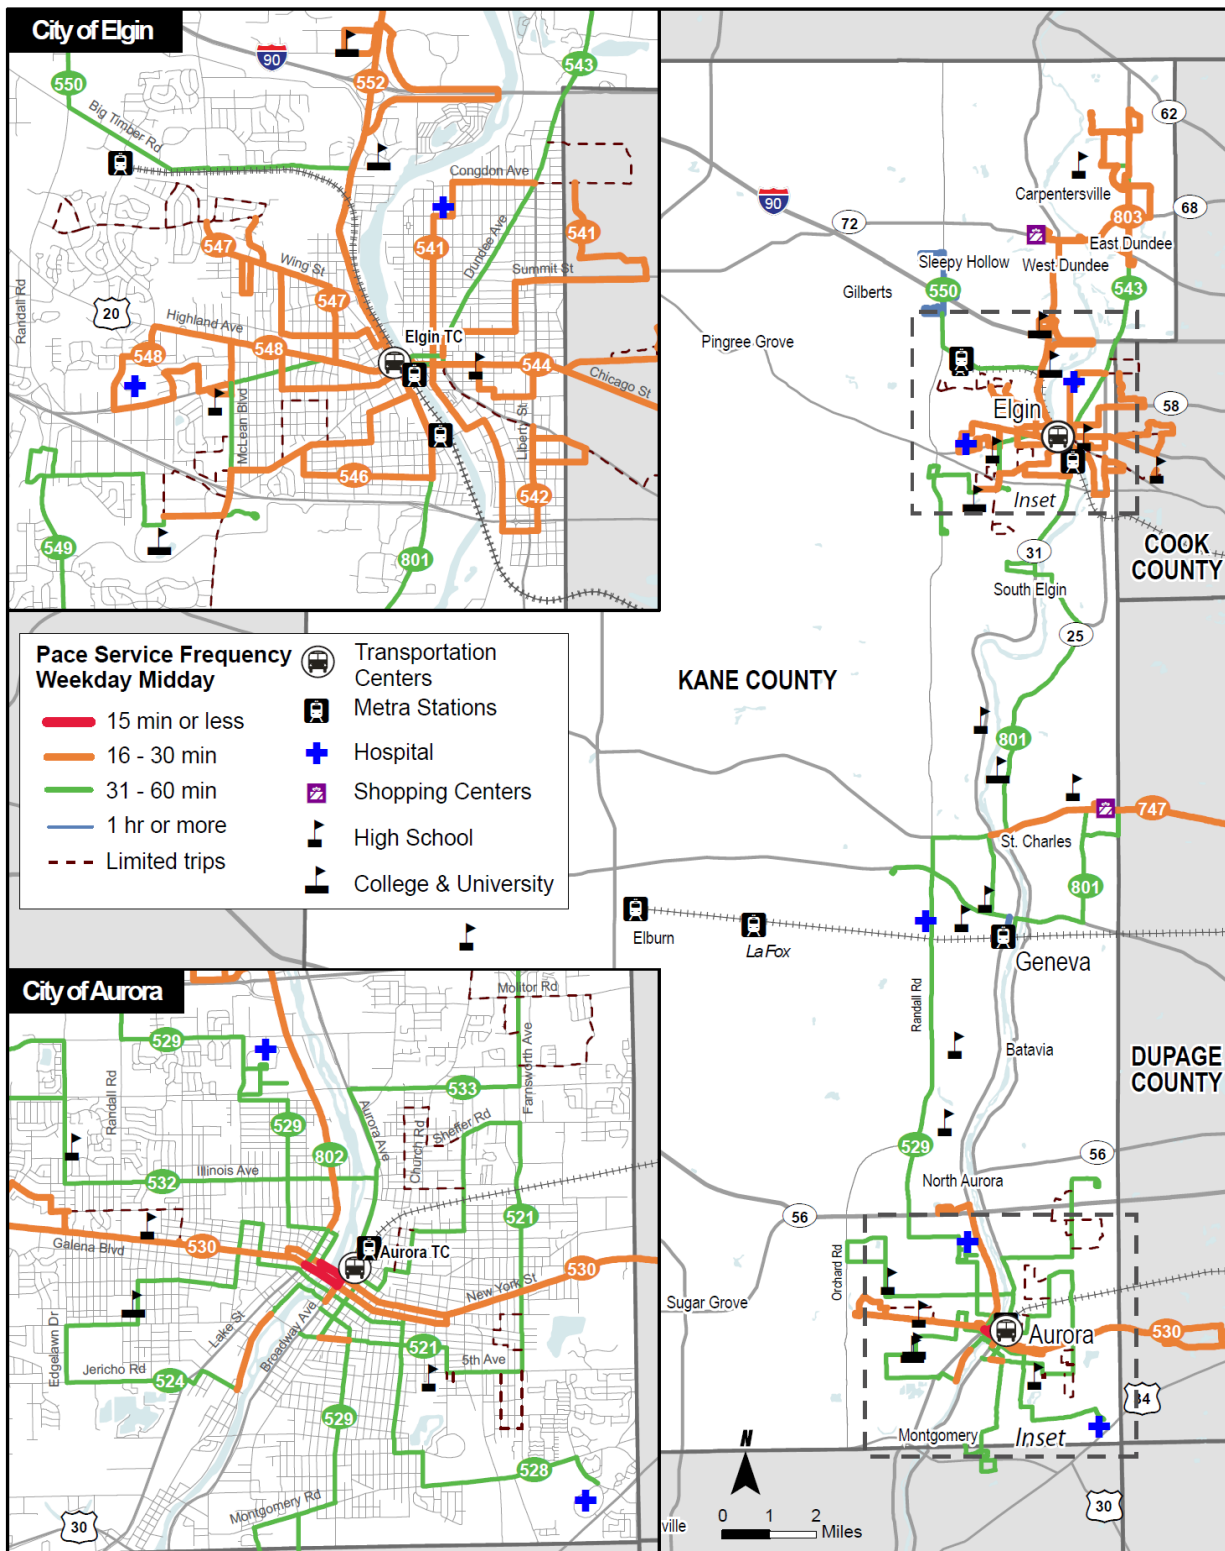 City of Elgin
90
550
552
543
Big Timber Rd
Congdon Ave
541
541
Dundee Ave
547
Wing St
Summit St
547
Randall Rd
20
Highland Ave
Elgin TC
548
548
544
Chicago St
McLean Blvd
Liberty St
546
542
549
801
Pace Service Frequency
Weekday Midday
15 min or less
16 - 30 min
31 - 60 min
1 hr or more
Limited trips
Transportation
Centers
Metra Stations
Hospital
Shopping Centers
High School
College & University
City of Aurora
Molitor Rd
529
Randall Rd
Farnsworth Ave
533
Aurora Ave
Church Rd
Sheffer Rd
529
802
Illinois Ave
532
521
Galena Blvd
530
Aurora TC
530
New York St
Edgelawn Dr
Lake St
Broadway Ave
521
5th Ave
Jericho Rd
524
529
528
Montgomery Rd
30
62
90
Carpentersville
72
803
68
East Dundee
Sleepy Hollow
West Dundee
550
543
Gilberts
Pingree Grove
Elgin
58
Inset
COOK
COUNTY
31
South Elgin
25
KANE COUNTY
801
747
St. Charles
801
Elburn
La Fox
Geneva
Randall Rd
Batavia
DUPAGE
COUNTY
529
56
North Aurora
56
Orchard Rd
Sugar Grove
Aurora
530
34
Montgomery
Inset
N
0 1 2
Miles
30
ville